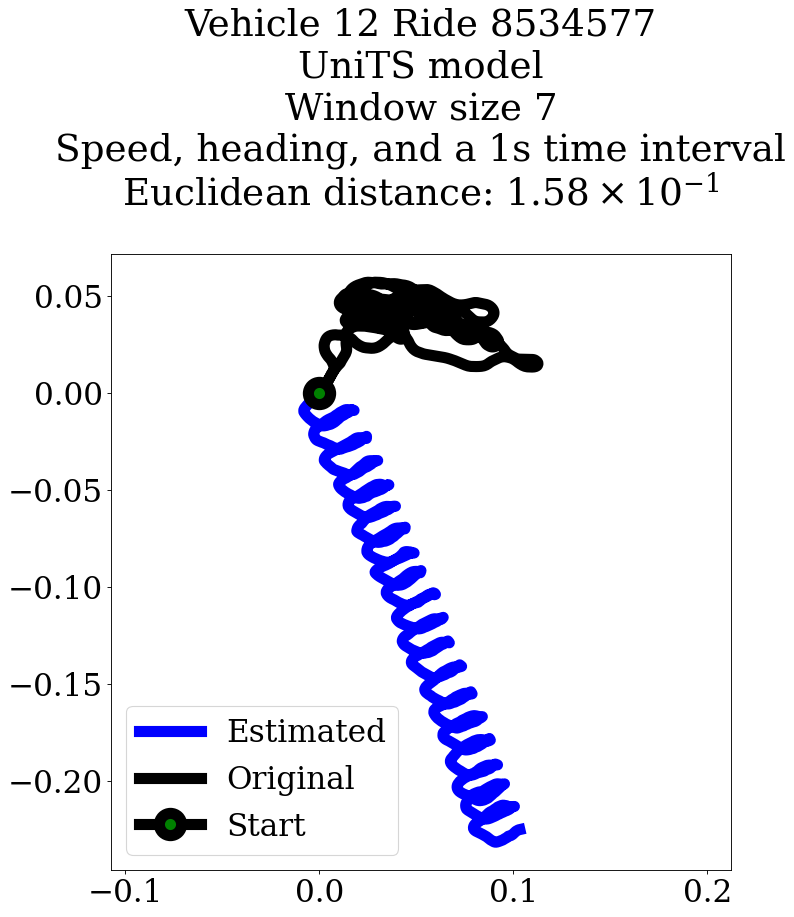 Vehicle 12 Ride 8534577
UniTS model
Window size 7
Speed, heading, and a 1s time interval
Euclidean distance: 1.58 × 10⁻¹
0.05
0.00
−0.05
−0.10
−0.15
−0.20
Estimated
Original
Start
−0.1 0.0 0.1 0.2